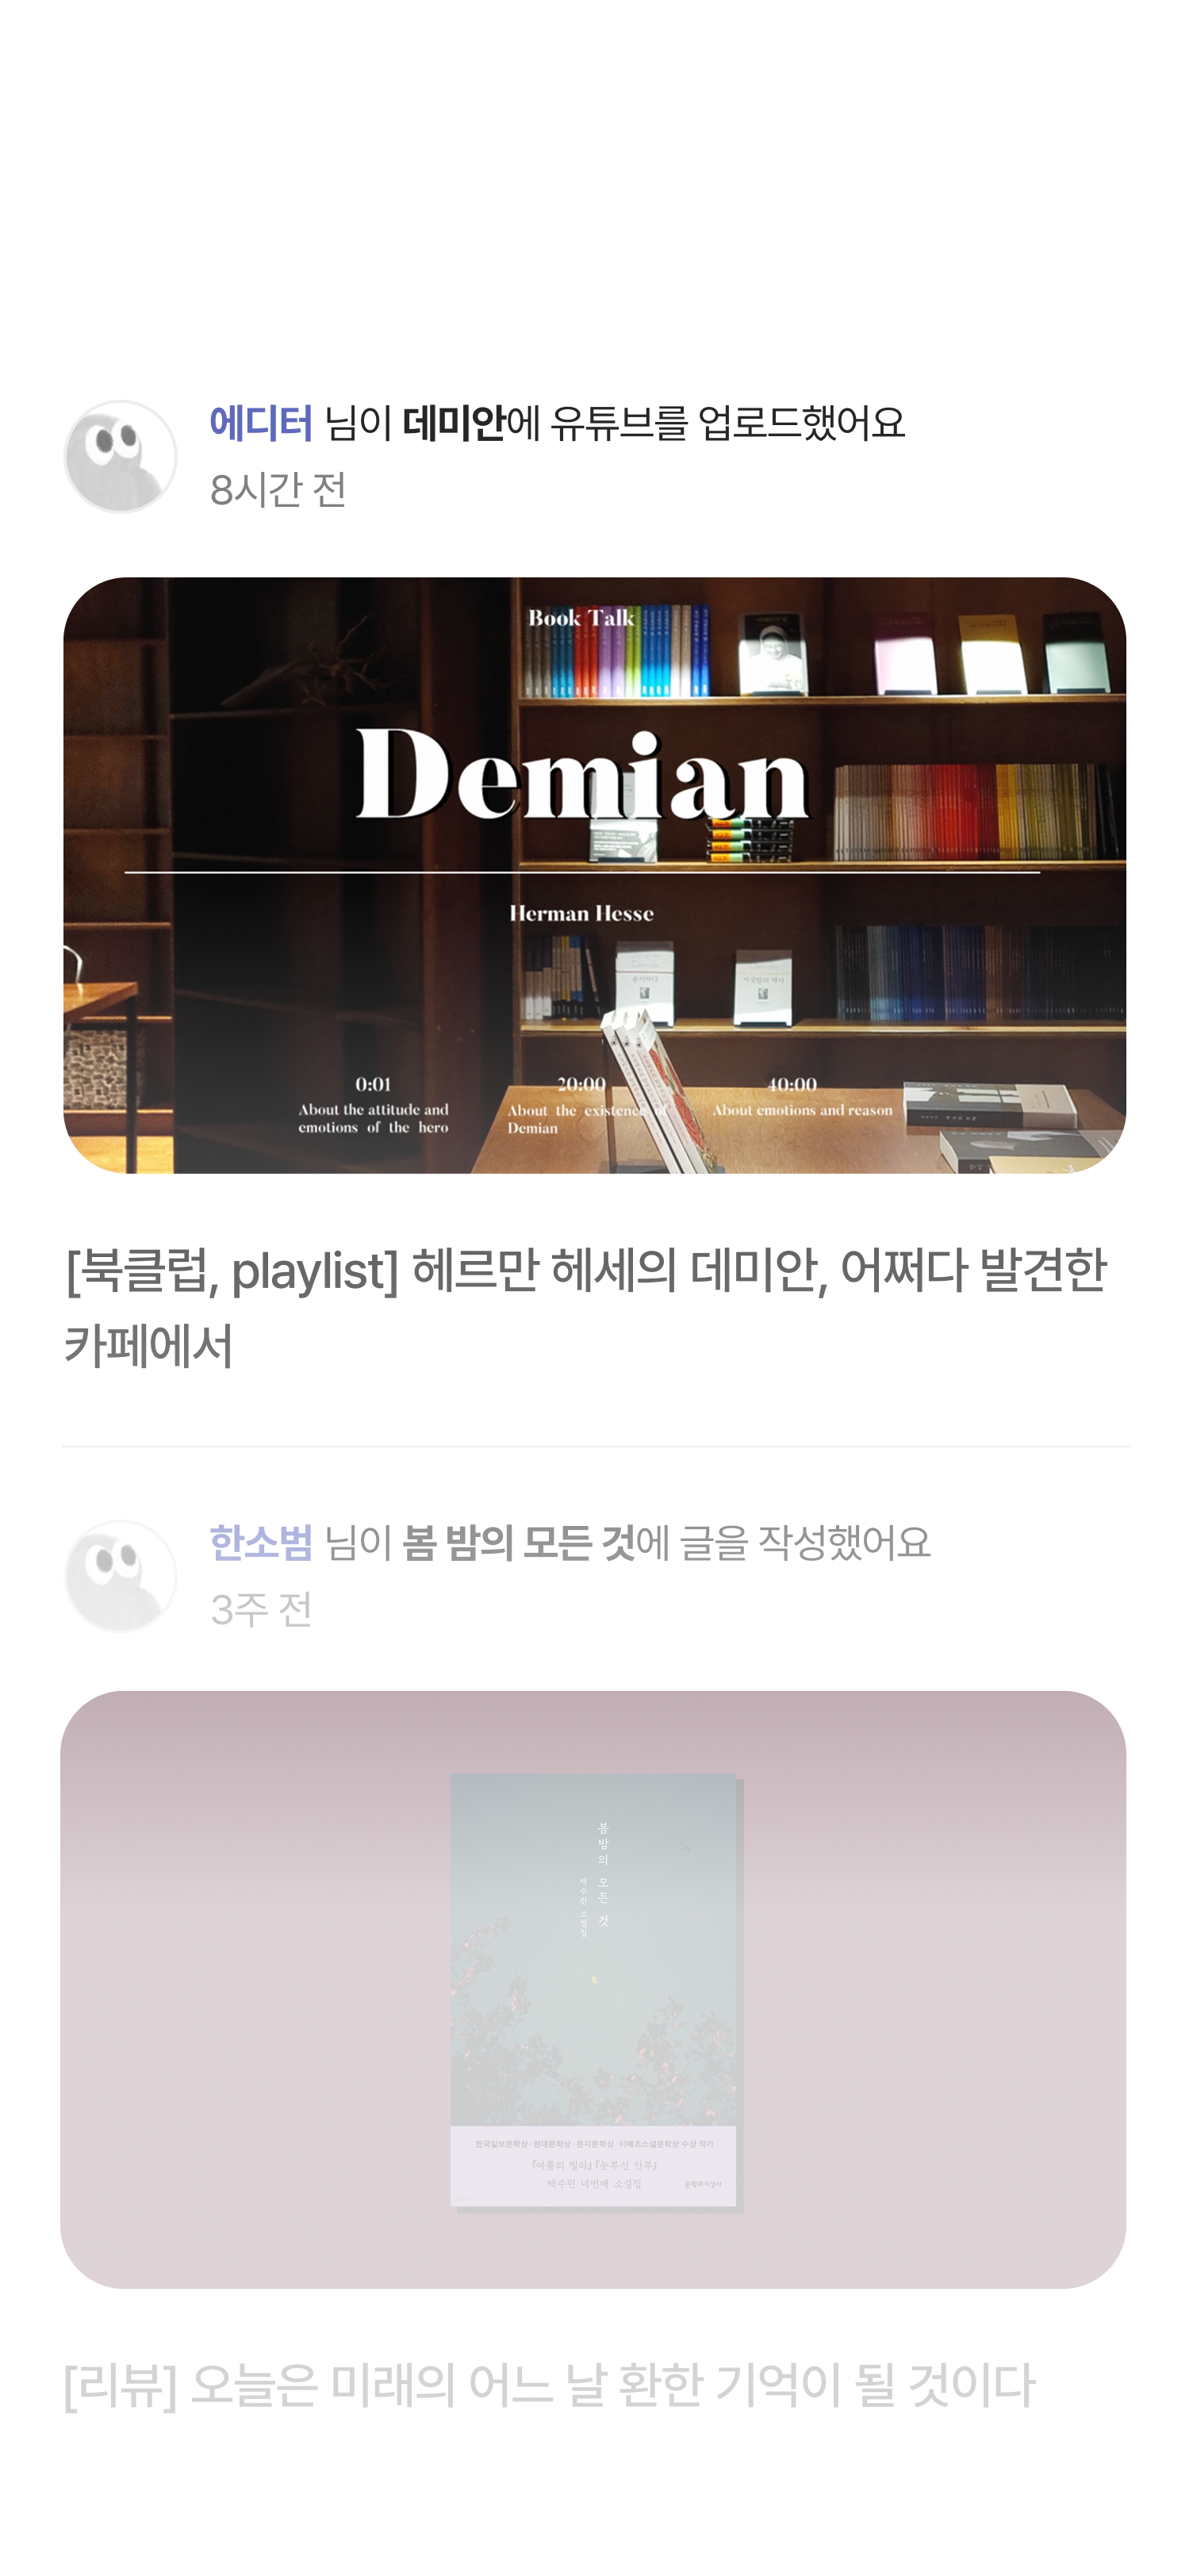 에디터 님이 데미안에 유튜브를 업로드했어요
8시간 전
Book Talk
Demian
Herman Hesse
0:01
About the attitude and
emotions of the hero
20:00
About the existence of
Demian
40:00
About emotions and reason
[북클럽, playlist] 헤르만 헤세의 데미안, 어쩌다 발견한
카페에서
한소범 님이 봄 밤의 모든 것에 글을 작성했어요
3주 전
봄밤의 모든 것
백수린 소설집
한국일보문학상 · 현대문학상 · 문지문학상 · 이해조소설문학상 수상 작가
『여름의 빌라』 『눈부신 안부』
백수린 네번째 소설집
문학과지성사
[리뷰] 오늘은 미래의 어느 날 환한 기억이 될 것이다